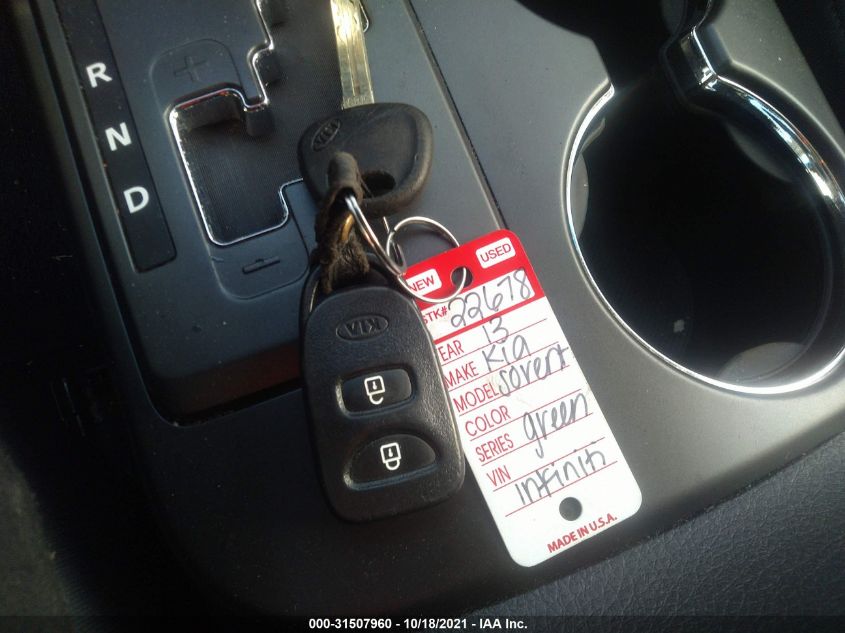 R
N
D
+
−
KIA
KIA
NEW
USED
STK# 22678
EAR 13
MAKE Kia
MODEL Sorent
COLOR
SERIES green
VIN infiniti
MADE IN U.S.A.
000-31507960 - 10/18/2021 - IAA Inc.